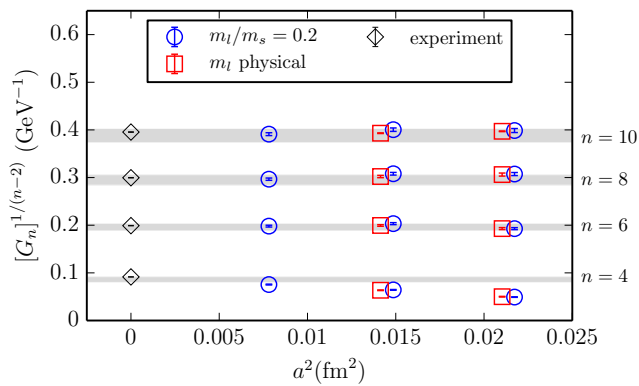 m_l/m_s = 0.2
experiment
m_l physical
0.6
0.5
0.4
0.3
0.2
0.1
0
[G_n]^{1/(n−2)} (GeV^{−1})
n = 10
n = 8
n = 6
n = 4
0 0.005 0.01 0.015 0.02 0.025
a^2(fm^2)